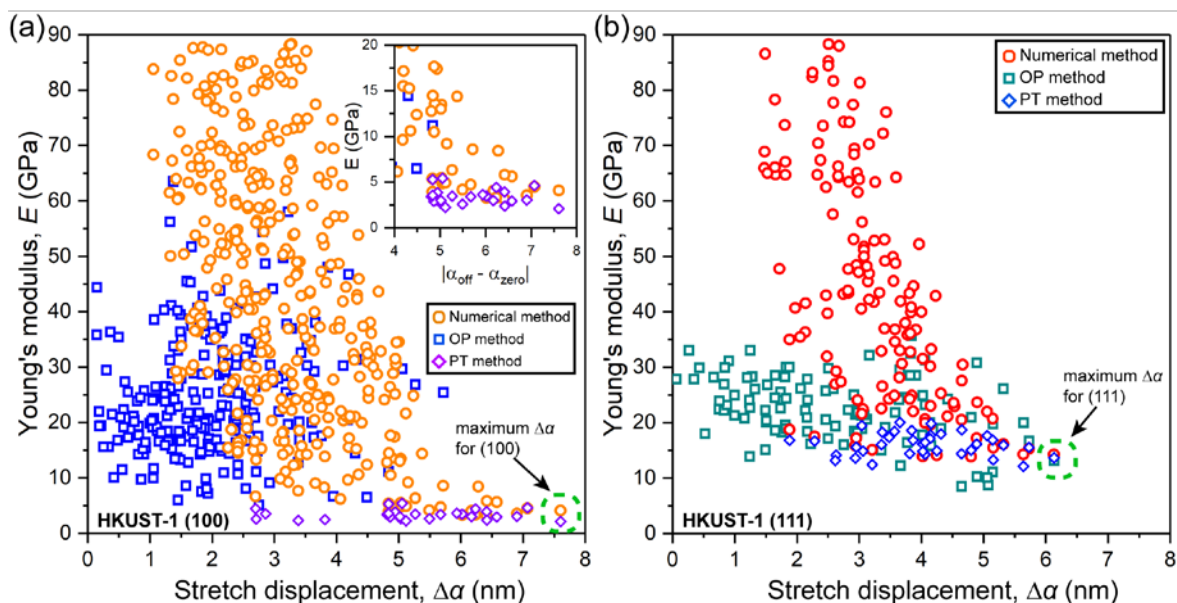 (a)
Young's modulus, E (GPa)
90
80
70
60
50
40
30
20
10
0
0 1 2 3 4 5 6 7 8
Stretch displacement, Δα (nm)
E (GPa)
20
15
10
5
0
4 5 6 7 8
|α_off - α_zero|
Numerical method
OP method
PT method
maximum Δα
for (100)
HKUST-1 (100)
(b)
Young's modulus, E (GPa)
90
80
70
60
50
40
30
20
10
0
0 1 2 3 4 5 6 7 8
Stretch displacement, Δα (nm)
Numerical method
OP method
PT method
maximum Δα
for (111)
HKUST-1 (111)